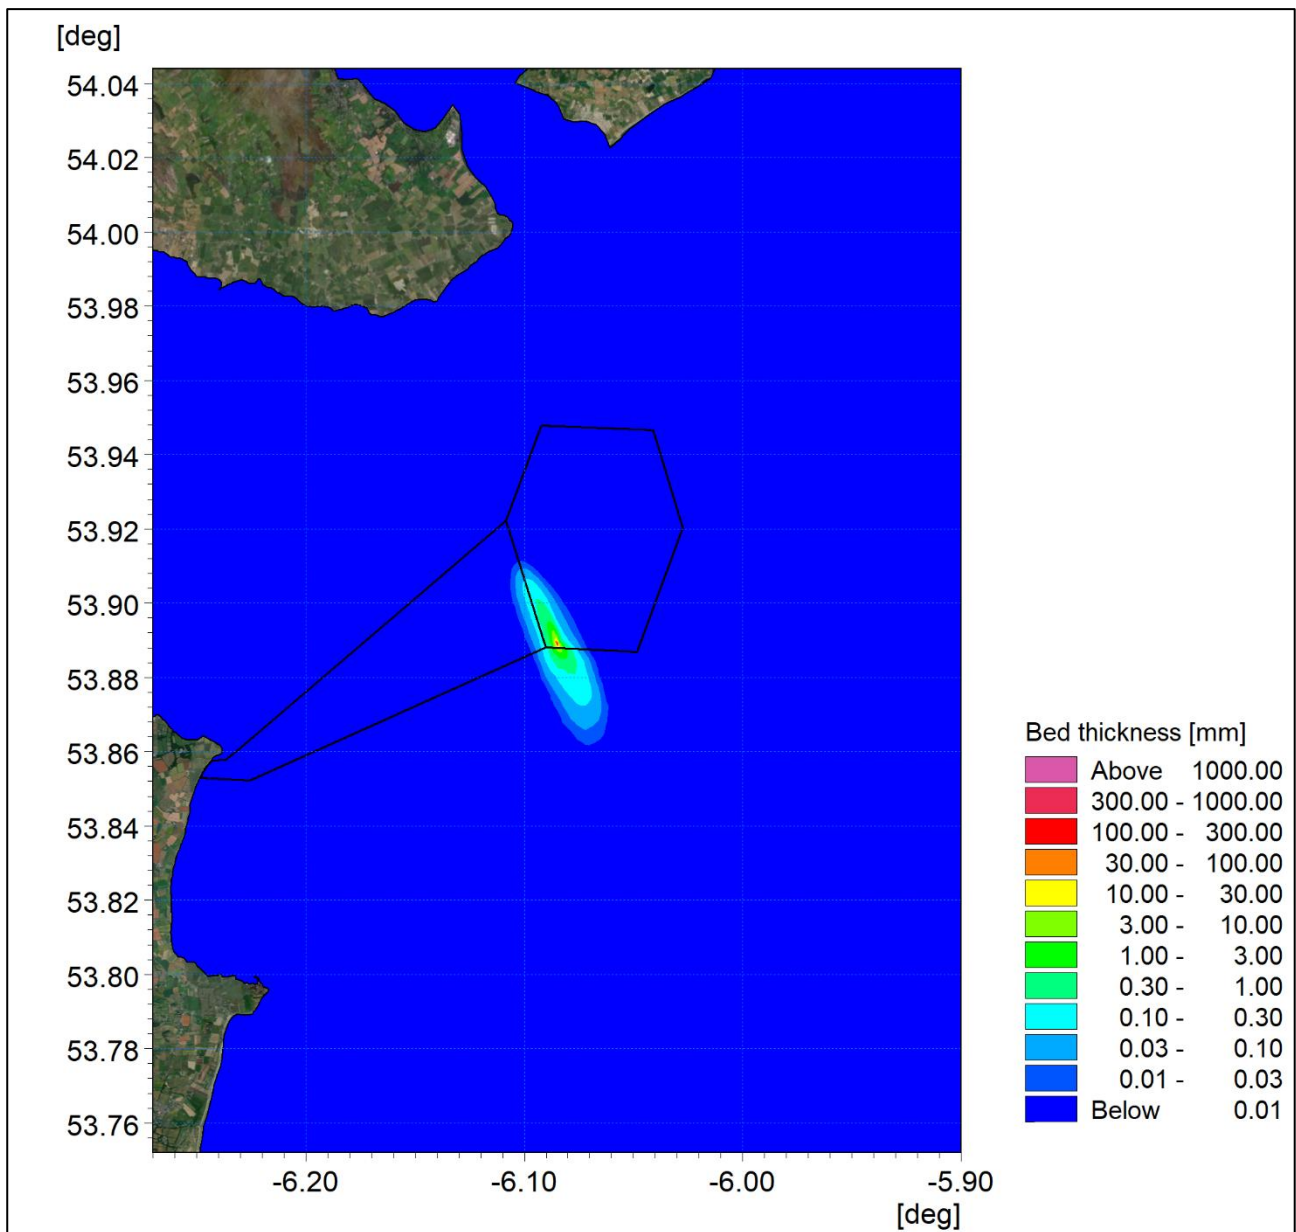 [deg]
54.04
54.02
54.00
53.98
53.96
53.94
53.92
53.90
53.88
53.86
53.84
53.82
53.80
53.78
53.76
-6.20 -6.10 -6.00 -5.90
[deg]
Bed thickness [mm]
Above 1000.00
300.00 - 1000.00
100.00 - 300.00
30.00 - 100.00
10.00 - 30.00
3.00 - 10.00
1.00 - 3.00
0.30 - 1.00
0.10 - 0.30
0.03 - 0.10
0.01 - 0.03
Below 0.01